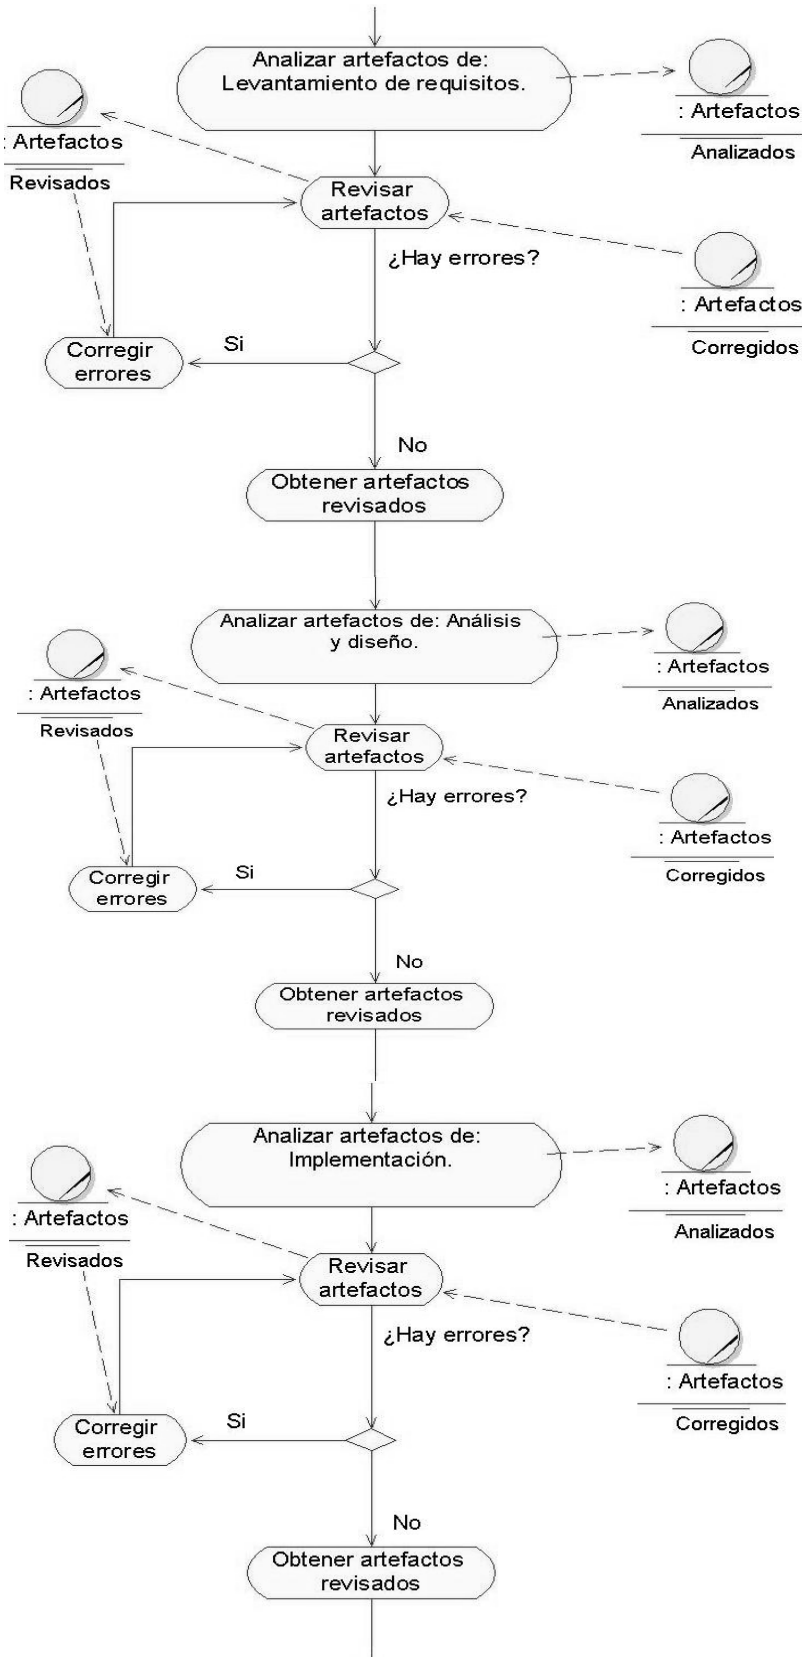 Analizar artefactos de:
Levantamiento de requisitos.
: Artefactos
Analizados
: Artefactos
Revisados
Revisar
artefactos
¿Hay errores?
: Artefactos
Corregidos
Si
Corregir
errores
No
Obtener artefactos
revisados
Analizar artefactos de: Análisis
y diseño.
: Artefactos
Analizados
: Artefactos
Revisados
Revisar
artefactos
¿Hay errores?
: Artefactos
Corregidos
Si
Corregir
errores
No
Obtener artefactos
revisados
Analizar artefactos de:
Implementación.
: Artefactos
Analizados
: Artefactos
Revisados
Revisar
artefactos
¿Hay errores?
: Artefactos
Corregidos
Si
Corregir
errores
No
Obtener artefactos
revisados